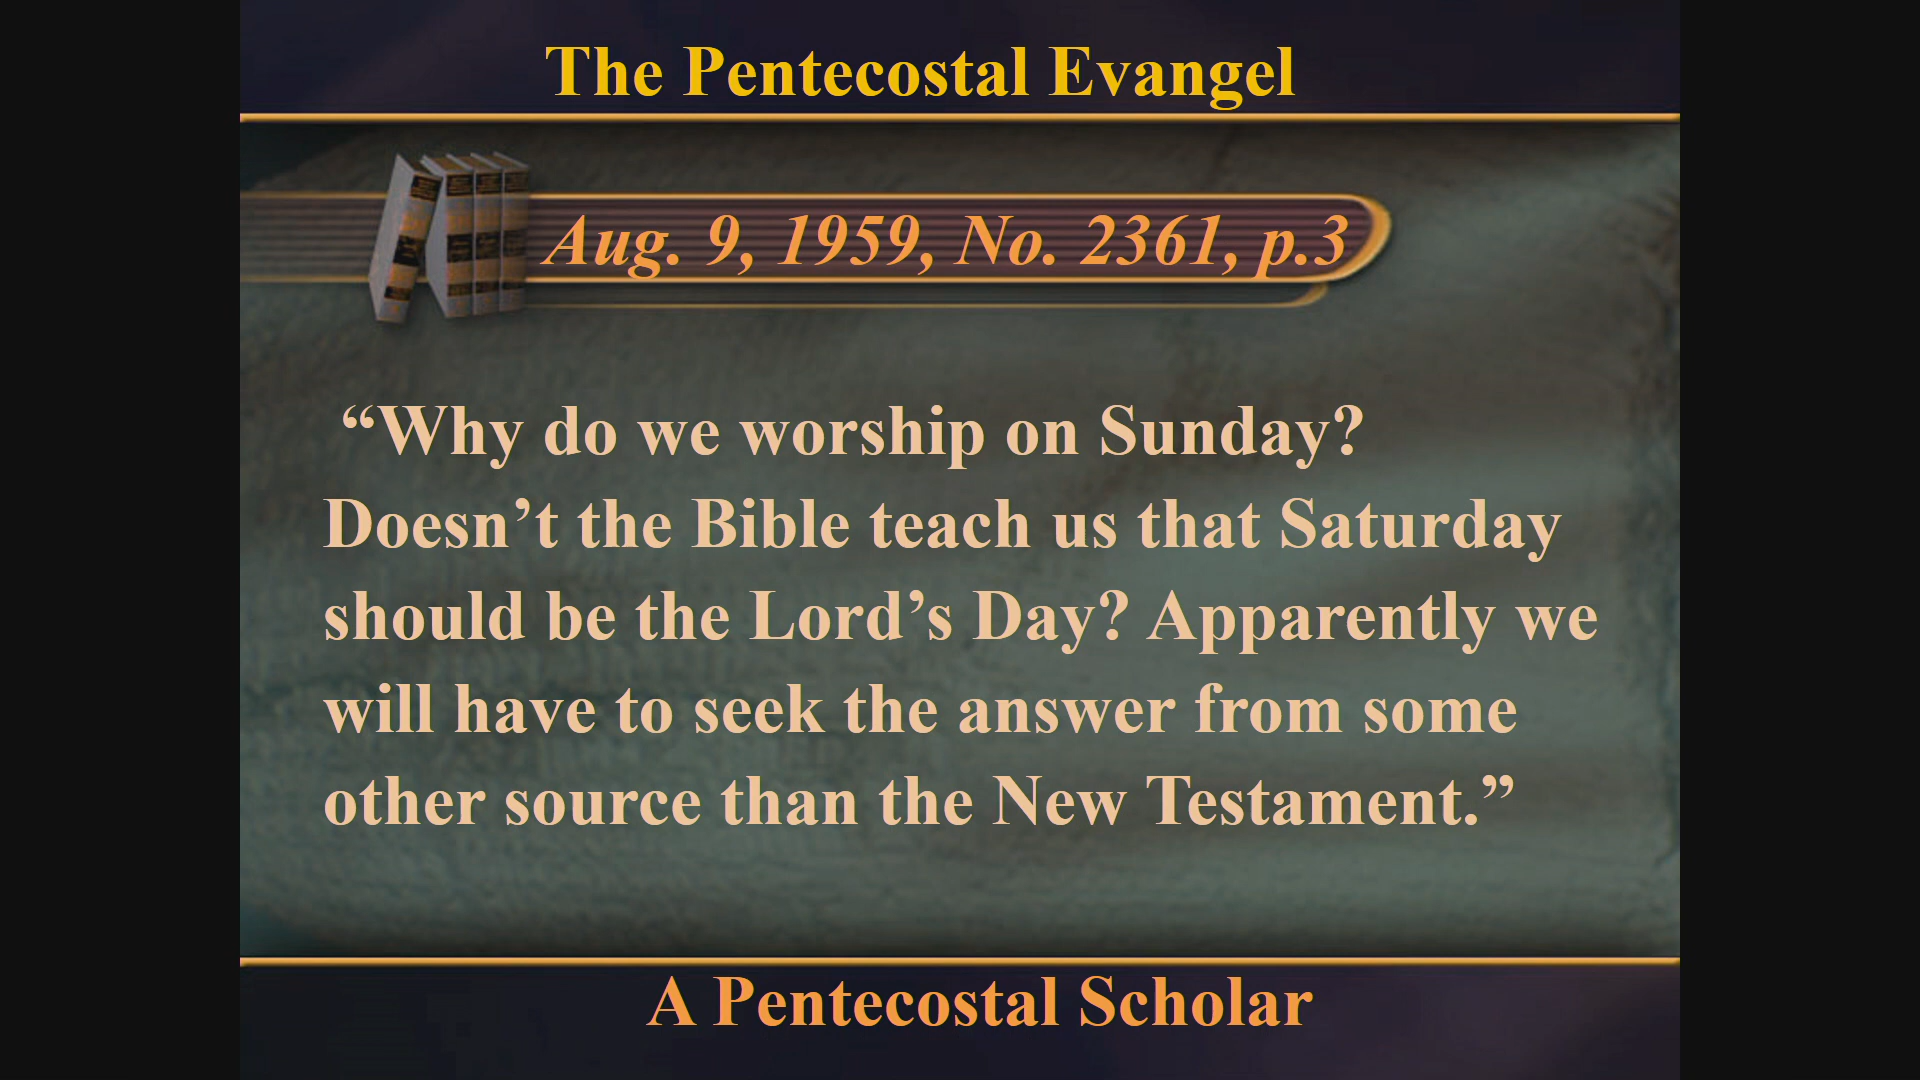 The Pentecostal Evangel
Aug. 9, 1959, No. 2361, p.3
“Why do we worship on Sunday?
Doesn’t the Bible teach us that Saturday
should be the Lord’s Day? Apparently we
will have to seek the answer from some
other source than the New Testament.”
A Pentecostal Scholar